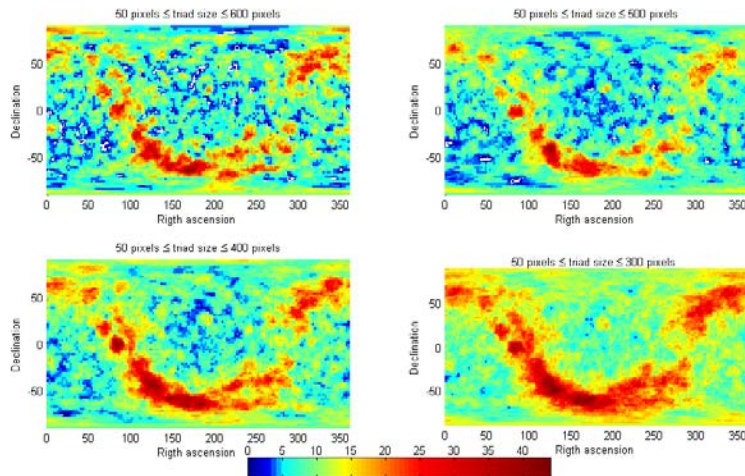 50 pixels ≤ triad size ≤ 600 pixels
50
0
-50
Declination
0 50 100 150 200 250 300 350
Rigth ascension
50 pixels ≤ triad size ≤ 500 pixels
50
0
-50
Declination
0 50 100 150 200 250 300 350
Rigth ascension
50 pixels ≤ triad size ≤ 400 pixels
50
0
-50
Declination
0 50 100 150 200 250 300 350
Rigth ascension
50 pixels ≤ triad size ≤ 300 pixels
50
0
-50
Declination
0 50 100 150 200 250 300 350
Rigth ascension
0 5 10 15 20 25 30 35 40